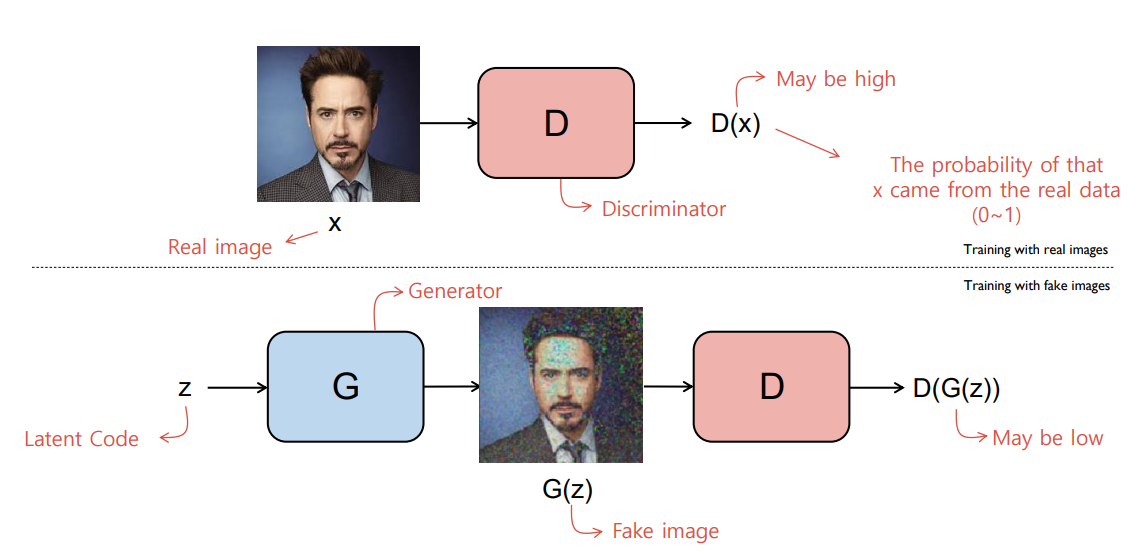 May be high
D
D(x)
The probability of that
x came from the real data
(0~1)
Discriminator
x
Real image
Training with real images
Training with fake images
Generator
z
G
D
D(G(z))
Latent Code
May be low
G(z)
Fake image